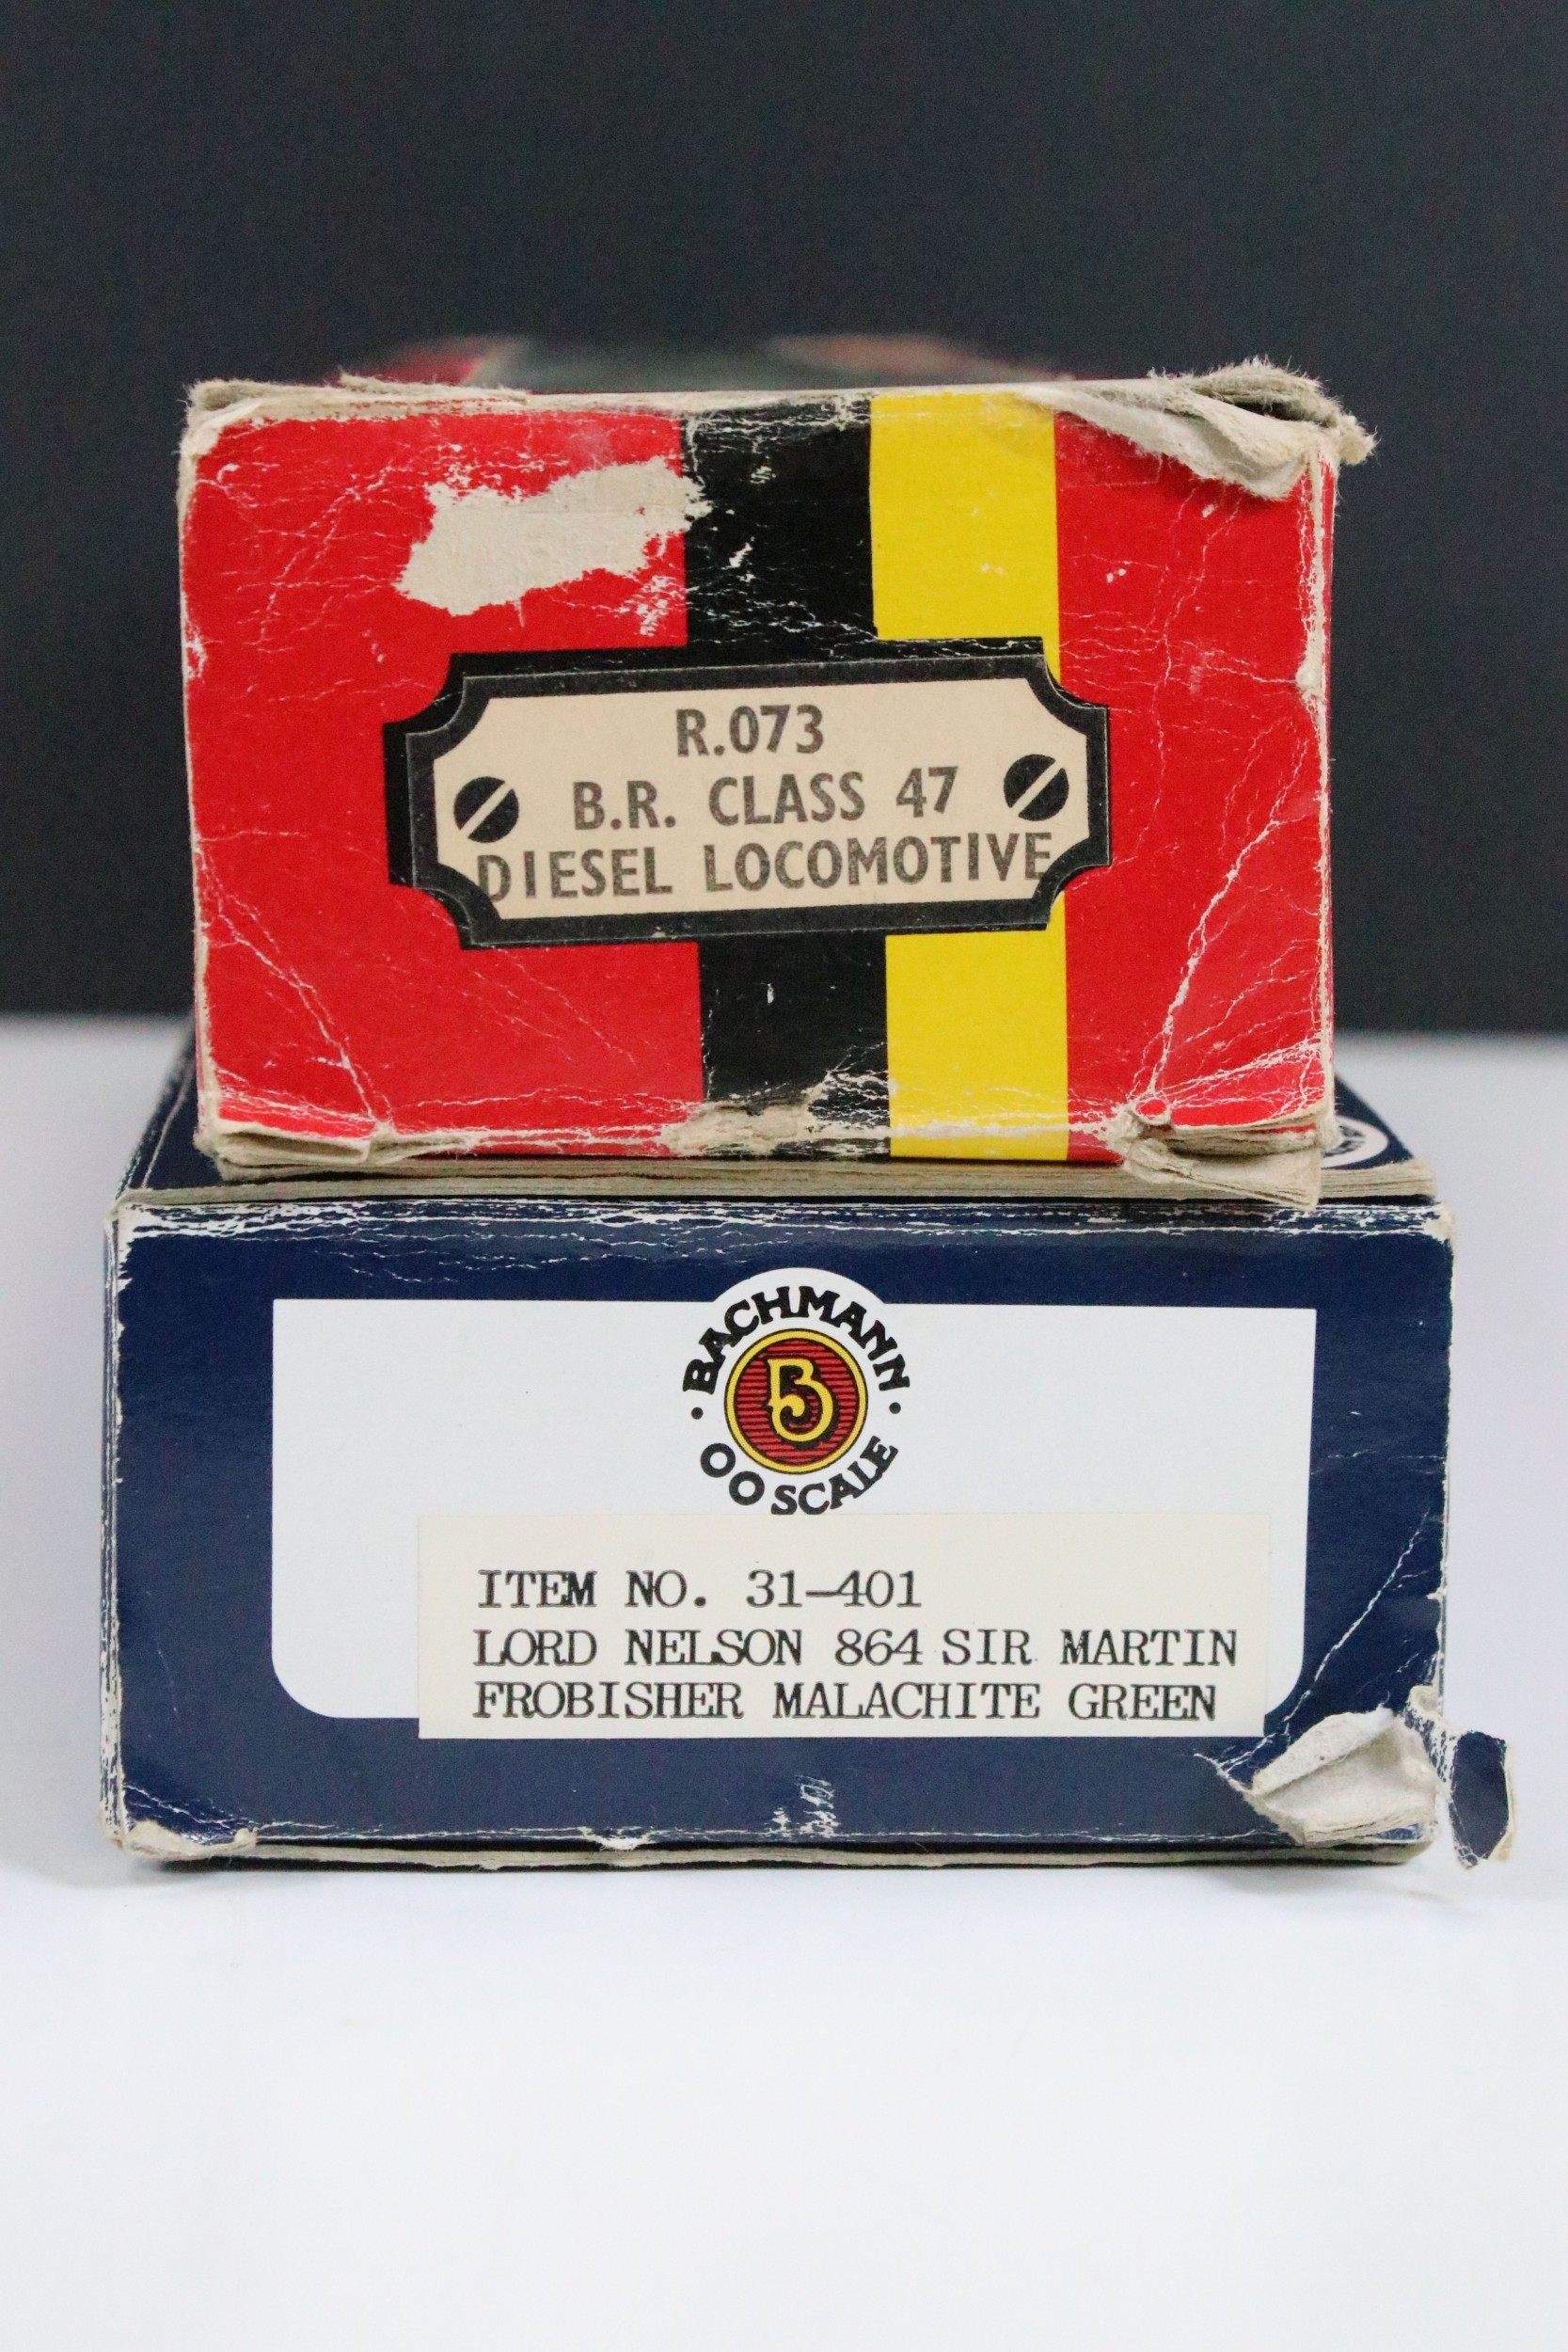 R.073
B.R. CLASS 47
DIESEL LOCOMOTIVE
BACHMANN
B
OO SCALE
ITEM NO. 31-401
LORD NELSON 864 SIR MARTIN
FROBISHER MALACHITE GREEN